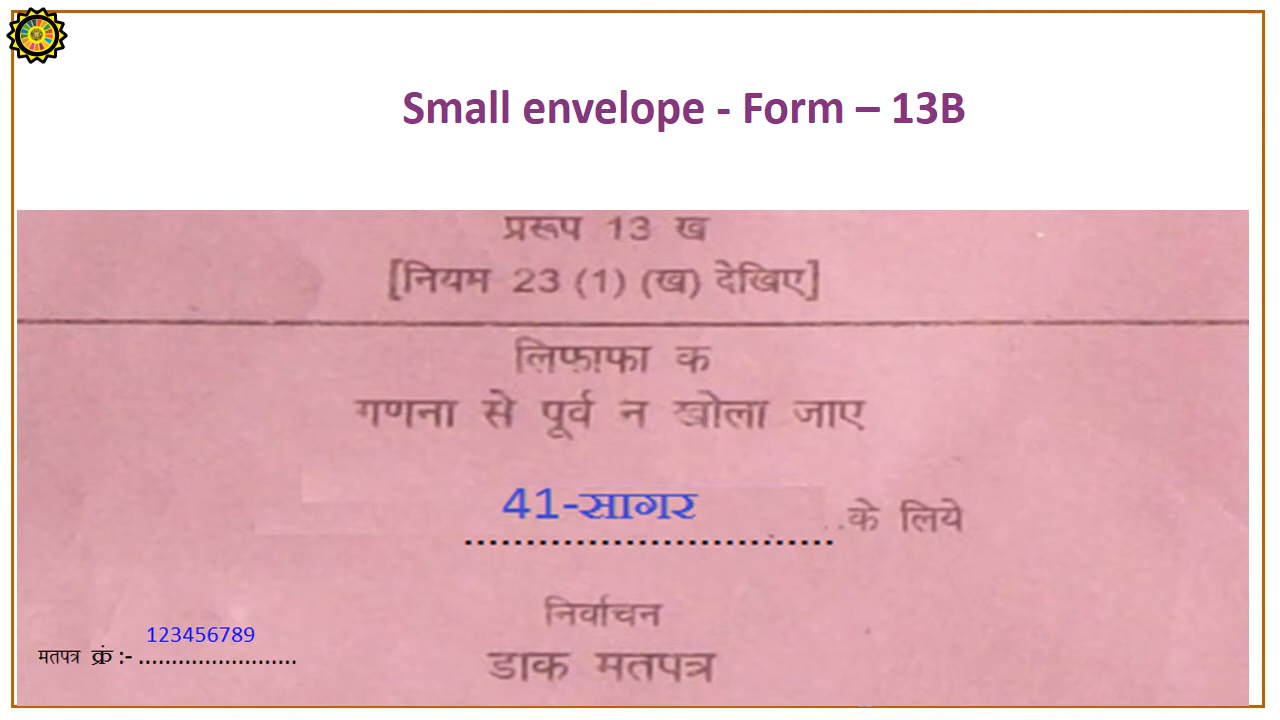 Small envelope - Form – 13B
प्ररूप 13 ख
[नियम 23 (1) (ख) देखिए]
लिफाफा क
गणना से पूर्व न खोला जाए
41-सागर
.............................. ..के लिये
निर्वाचन
123456789
मतपत्र क्रं :- ........................
डाक मतपत्र